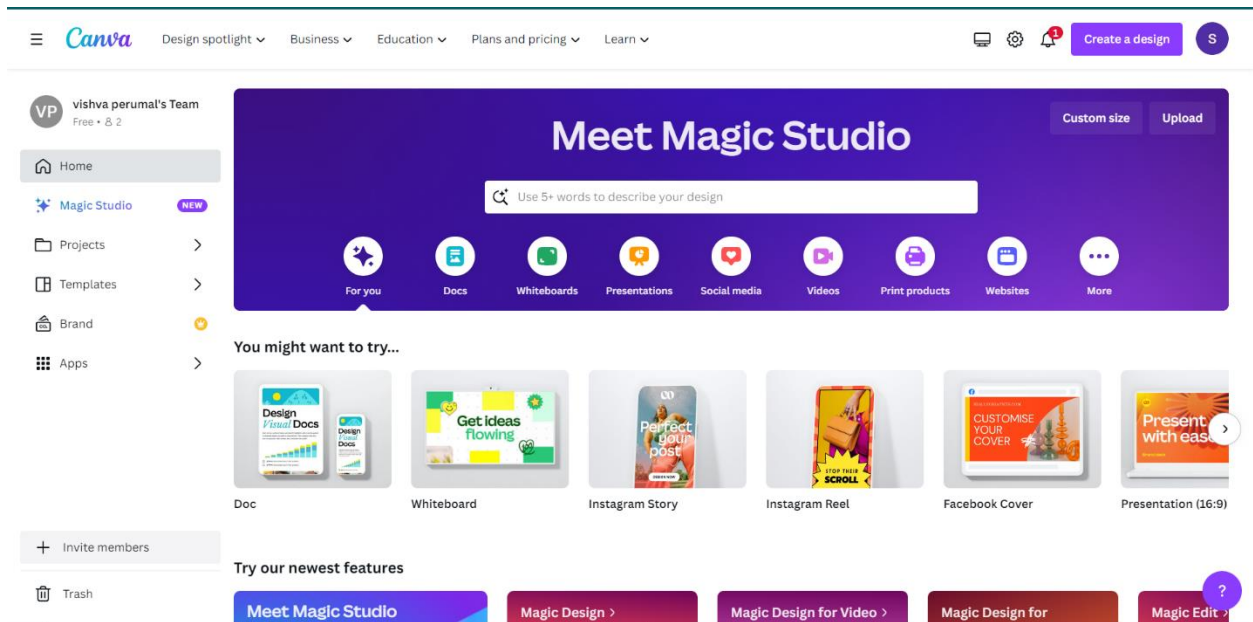 Canva
Design spotlight
Business
Education
Plans and pricing
Learn
1
Create a design
S
VP
vishva perumal's Team
Free • 2
Home
Magic Studio
NEW
Projects
Templates
Brand
Apps
Invite members
Trash
Meet Magic Studio
Custom size
Upload
Use 5+ words to describe your design
For you
Docs
Whiteboards
Presentations
Social media
Videos
Print products
Websites
More
You might want to try...
Design
Visual Docs
Design
Visual
Docs
Get ideas
flowing
Perfect
your
post
STOP THEIR
SCROLL
CUSTOMISE
YOUR
COVER
Present
with eas
Doc
Whiteboard
Instagram Story
Instagram Reel
Facebook Cover
Presentation (16:9)
Try our newest features
Meet Magic Studio
Magic Design >
Magic Design for Video >
Magic Design for
Magic Edit >
?